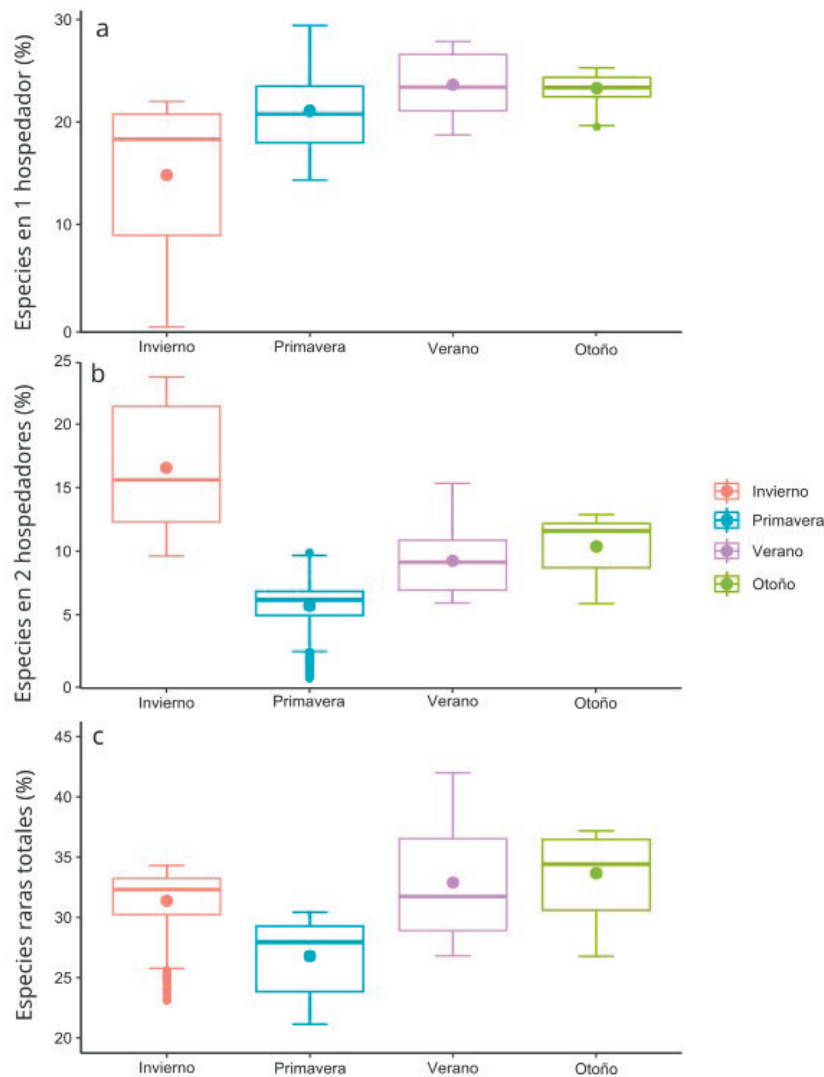 a
Especies en 1 hospedador (%)
30
20
10
0
Invierno
Primavera
Verano
Otoño
b
Especies en 2 hospedadores (%)
25
20
15
10
5
0
Invierno
Primavera
Verano
Otoño
Invierno
Primavera
Verano
Otoño
c
Especies raras totales (%)
45
40
35
30
25
20
Invierno
Primavera
Verano
Otoño